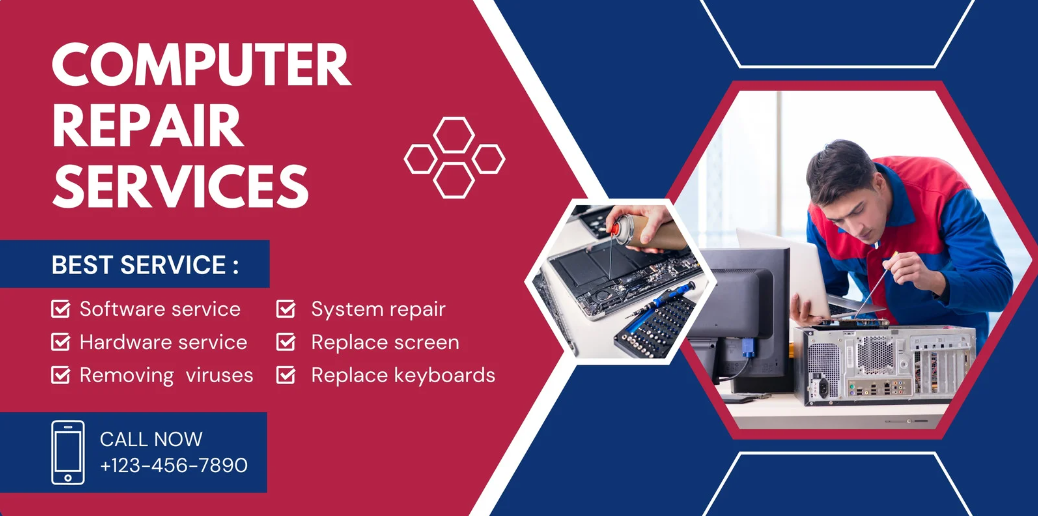 COMPUTER
REPAIR
SERVICES
BEST SERVICE :
Software service
Hardware service
Removing viruses
System repair
Replace screen
Replace keyboards
CALL NOW
+123-456-7890